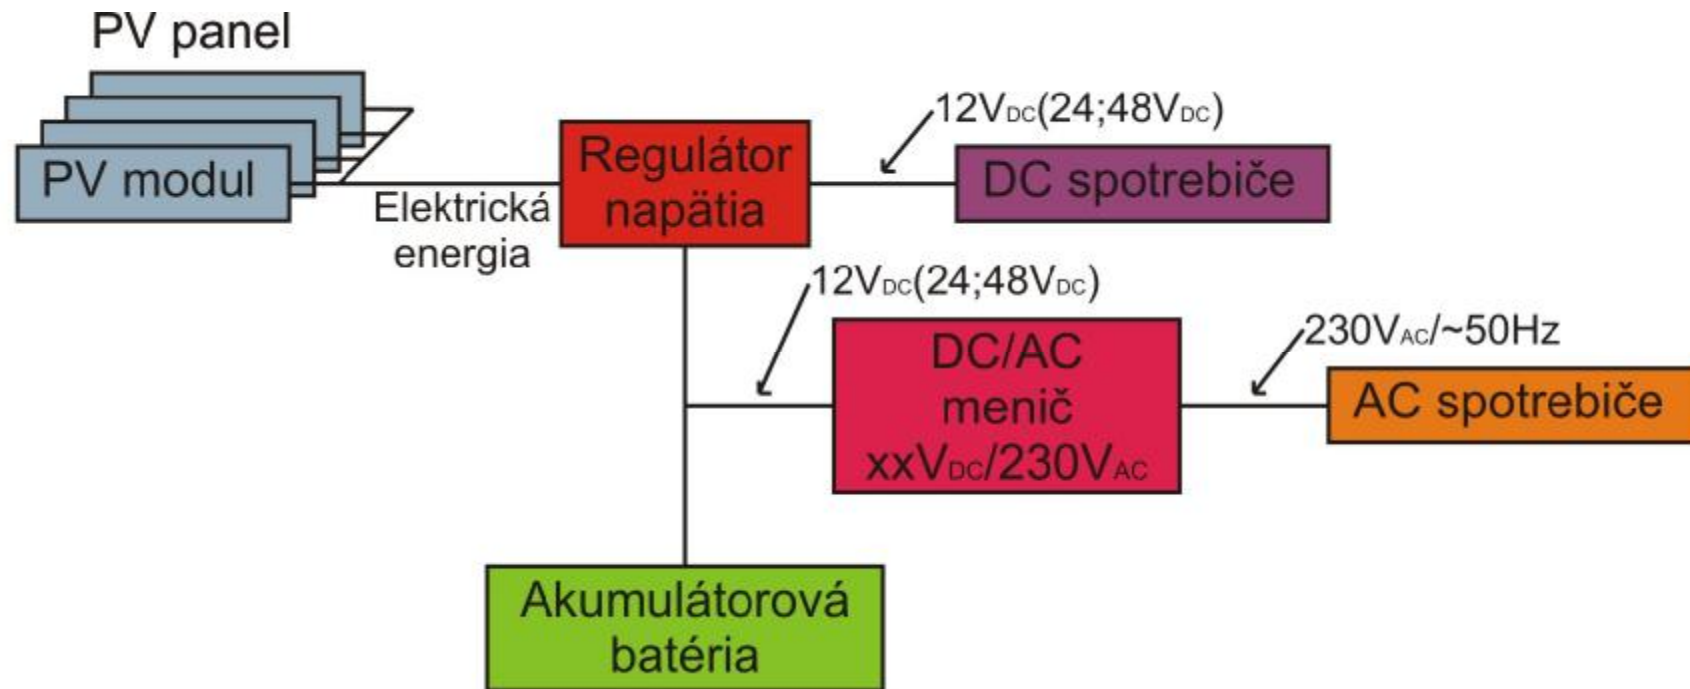 PV panel
PV modul
Elektrická
energia
Regulátor
napätia
12VDC(24;48VDC)
DC spotrebiče
12VDC(24;48VDC)
DC/AC
menič
xxVDC/230VAC
230VAC/~50Hz
AC spotrebiče
Akumulátorová
batéria